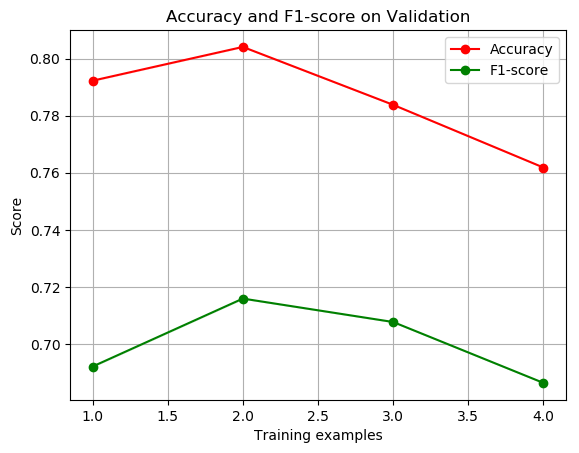 Accuracy and F1-score on Validation
Accuracy
F1-score
Score
0.80
0.78
0.76
0.74
0.72
0.70
1.0 1.5 2.0 2.5 3.0 3.5 4.0
Training examples